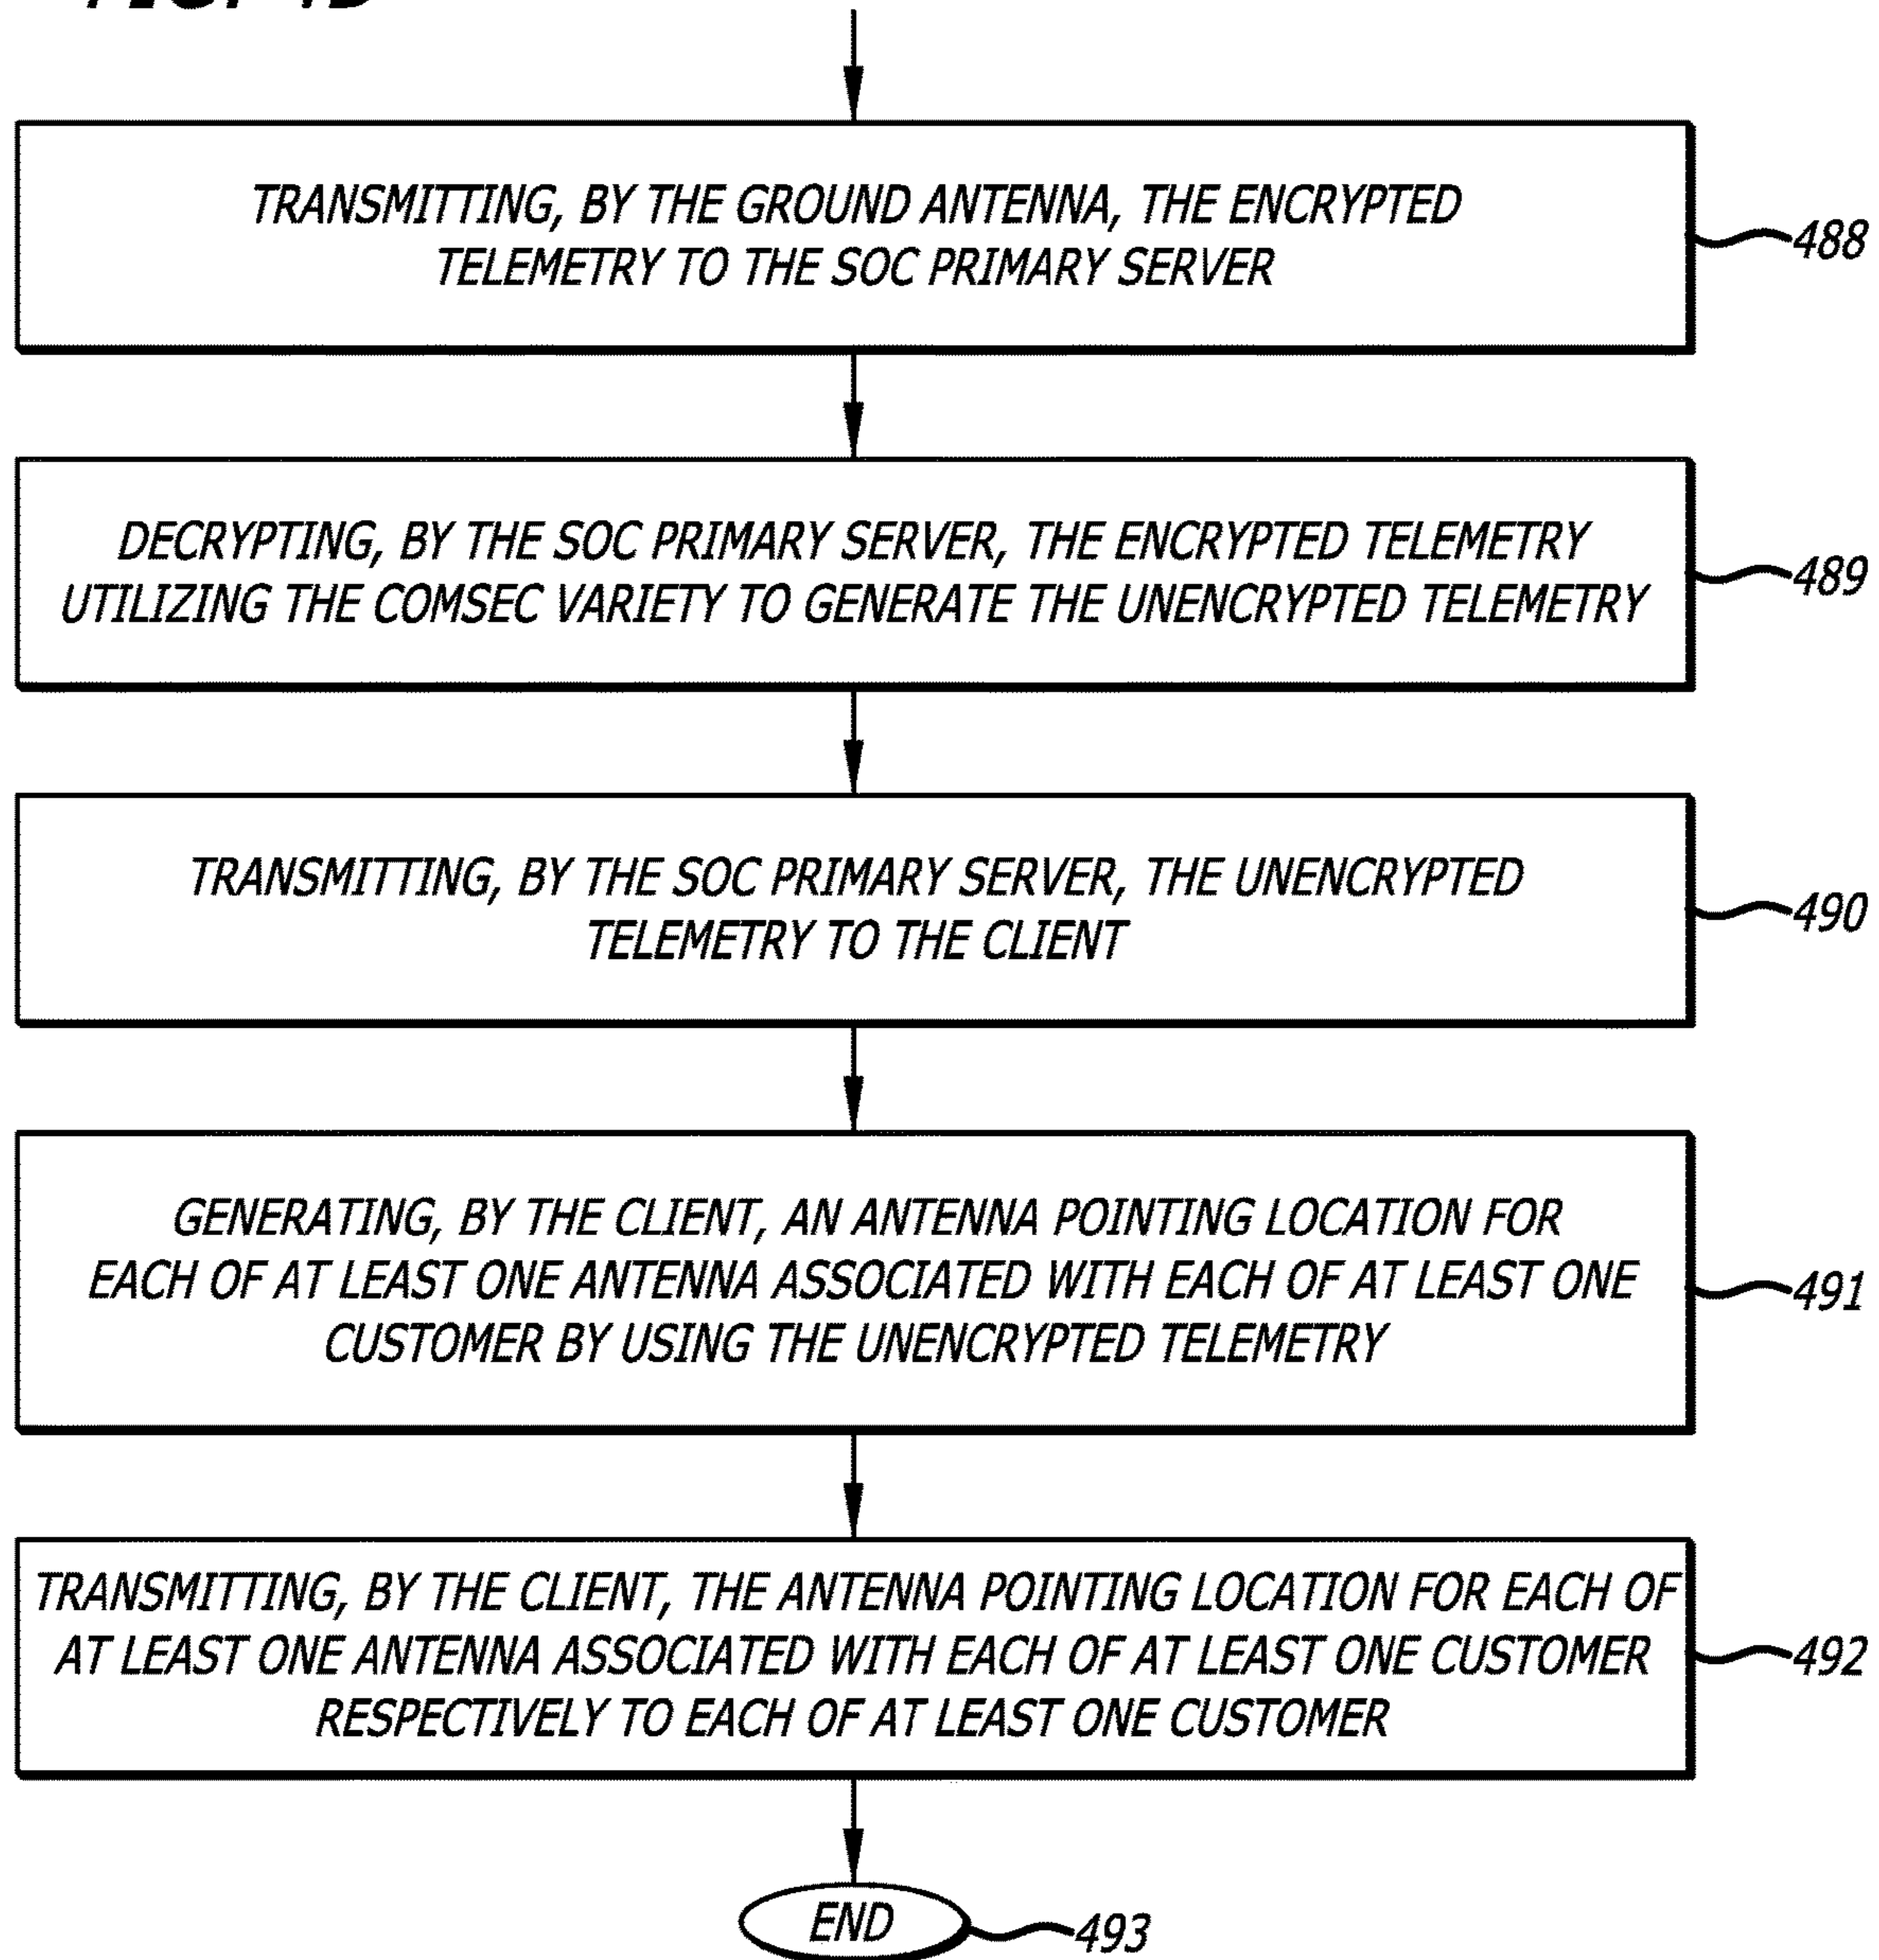 TRANSMITTING, BY THE GROUND ANTENNA, THE ENCRYPTED
TELEMETRY TO THE SOC PRIMARY SERVER
488
DECRYPTING, BY THE SOC PRIMARY SERVER, THE ENCRYPTED TELEMETRY
UTILIZING THE COMSEC VARIETY TO GENERATE THE UNENCRYPTED TELEMETRY
489
TRANSMITTING, BY THE SOC PRIMARY SERVER, THE UNENCRYPTED
TELEMETRY TO THE CLIENT
490
GENERATING, BY THE CLIENT, AN ANTENNA POINTING LOCATION FOR
EACH OF AT LEAST ONE ANTENNA ASSOCIATED WITH EACH OF AT LEAST ONE
CUSTOMER BY USING THE UNENCRYPTED TELEMETRY
491
TRANSMITTING, BY THE CLIENT, THE ANTENNA POINTING LOCATION FOR EACH OF
AT LEAST ONE ANTENNA ASSOCIATED WITH EACH OF AT LEAST ONE CUSTOMER
RESPECTIVELY TO EACH OF AT LEAST ONE CUSTOMER
492
END
493